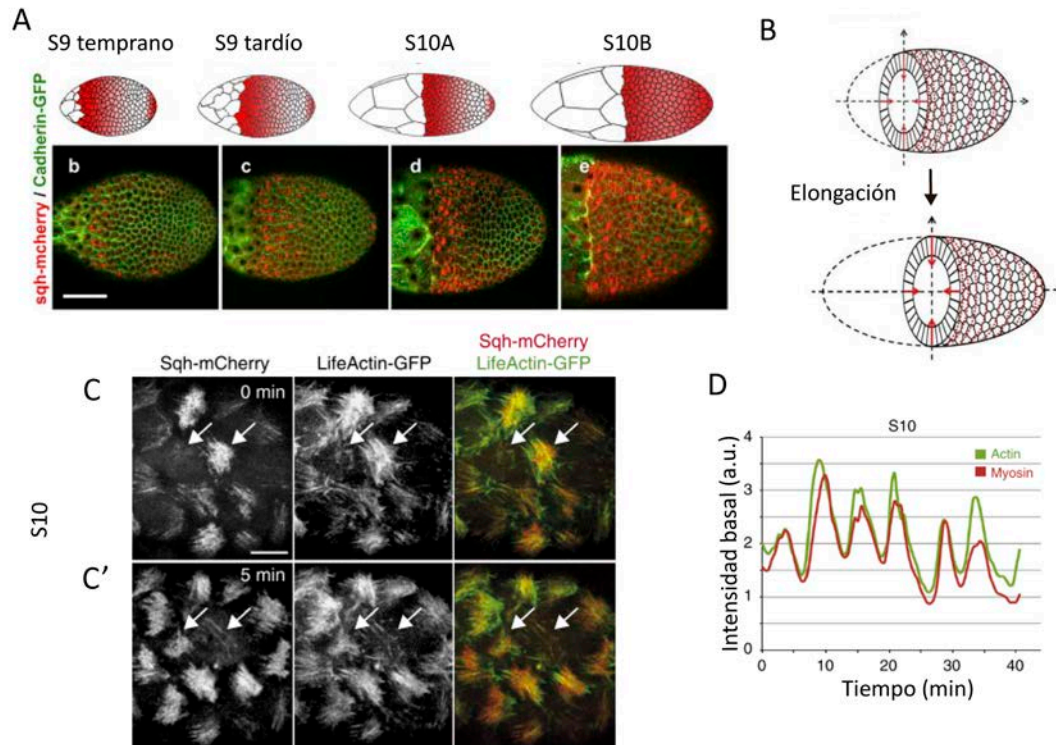 A
S9 temprano
S9 tardío
S10A
S10B
sqh-mcherry / Cadherin-GFP
b
c
d
e
B
Elongación
Sqh-mCherry
LifeActin-GFP
Sqh-mCherry
LifeActin-GFP
C
0 min
S10
C'
5 min
D
S10
Actin
Myosin
Intensidad basal (a.u.)
4
3
2
1
0
0
10
20
30
40
Tiempo (min)